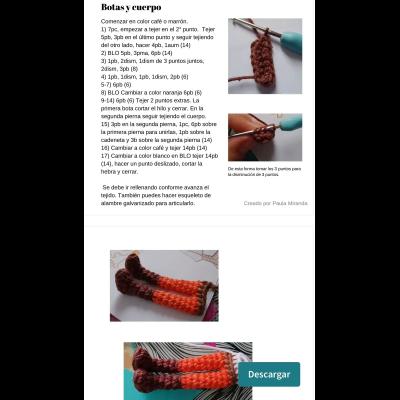 Botas y cuerpo
Comenzar en color café o marrón.
1) 7pc, empezar a tejer en el 2° punto. Tejer
5pb, 3pb en el último punto y seguir tejiendo
del otro lado, hacer 4pb, 1aum (14)
2) BLO 5pb, 3pma, 6pb (14)
3) 1pb, 2dism, 1dism de 3 puntos juntos,
2dism, 3pb (8)
4) 1pb, 1dism, 1pb, 1dism, 2pb (6)
5-7) 6pb (6)
8) BLO Cambiar a color naranja 6pb (6)
9-14) 6pb (6) Tejer 2 puntos extras. La
primera bota cortar el hilo y cerrar. En la
segunda pierna seguir tejiendo el cuerpo.
15) 3pb en la segunda pierna, 1pc, 6pb sobre
la primera pierna para unirlas, 1pb sobre la
cadeneta y 3b sobre la segunda pierna (14)
16) Cambiar a color café y tejer 14pb (14)
17) Cambiar a color blanco en BLO tejer 14pb
(14), hacer un punto deslizado, cortar la
hebra y cerrar.
Se debe ir rellenando conforme avanza el
tejido. También puedes hacer esqueleto de
alambre galvanizado para articularlo.
De esta forma tomar los 3 puntos para
la disminución de 3 puntos.
Creado por Paula Miranda
Descargar